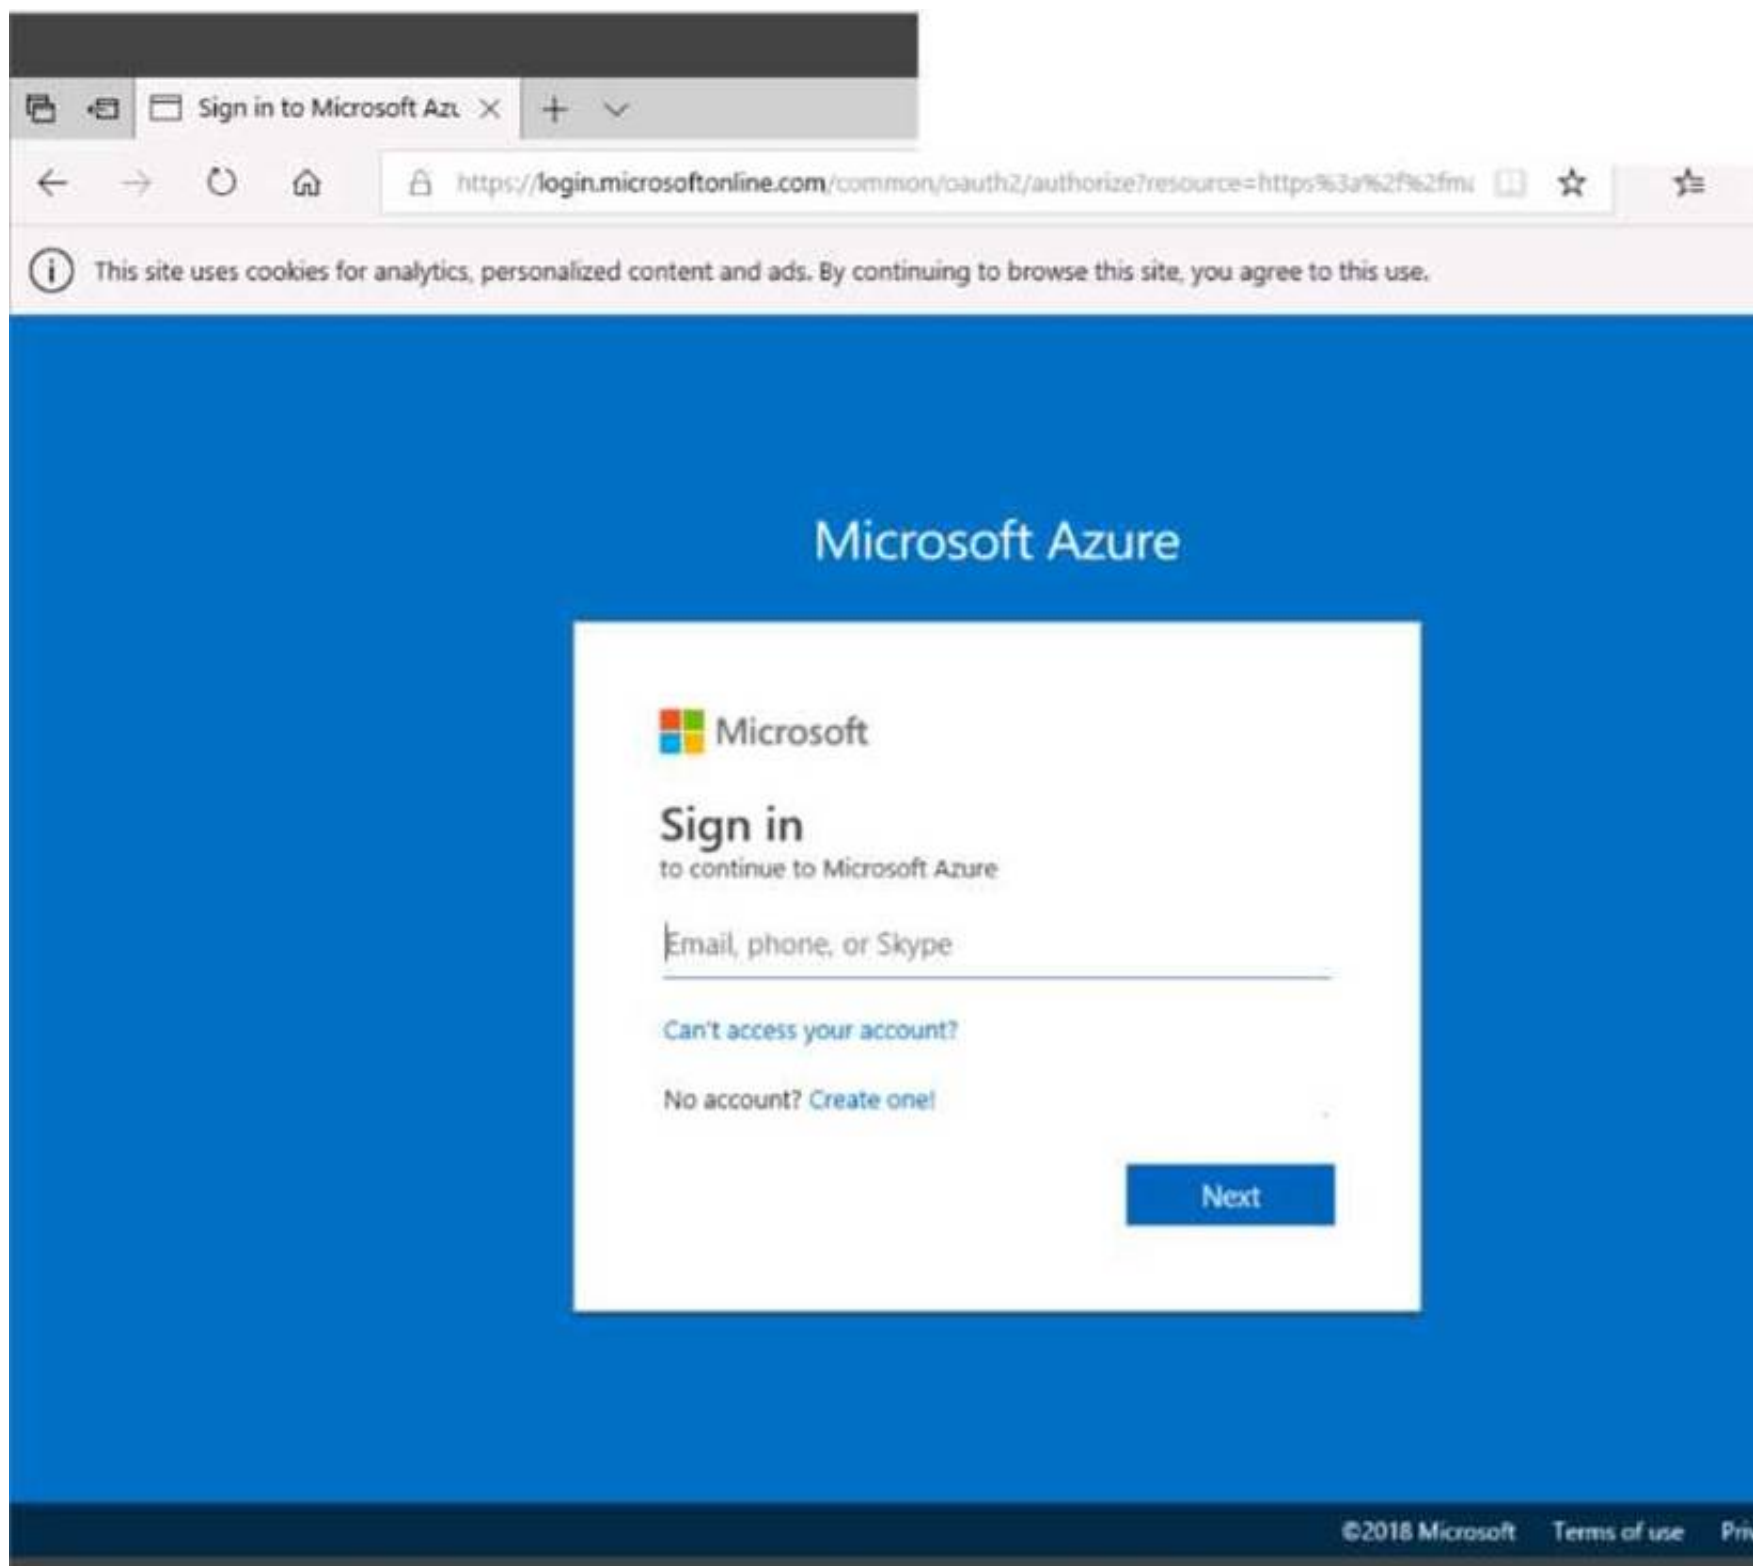 Sign in to Microsoft Azu
https://login.microsoftonline.com/common/oauth2/authorize?resource=https%3a%2f%2fm
This site uses cookies for analytics, personalized content and ads. By continuing to browse this site, you agree to this use.
Microsoft Azure
Microsoft
Sign in
to continue to Microsoft Azure
Email, phone, or Skype
Can't access your account?
No account? Create one!
Next
©2018 Microsoft Terms of use Priv